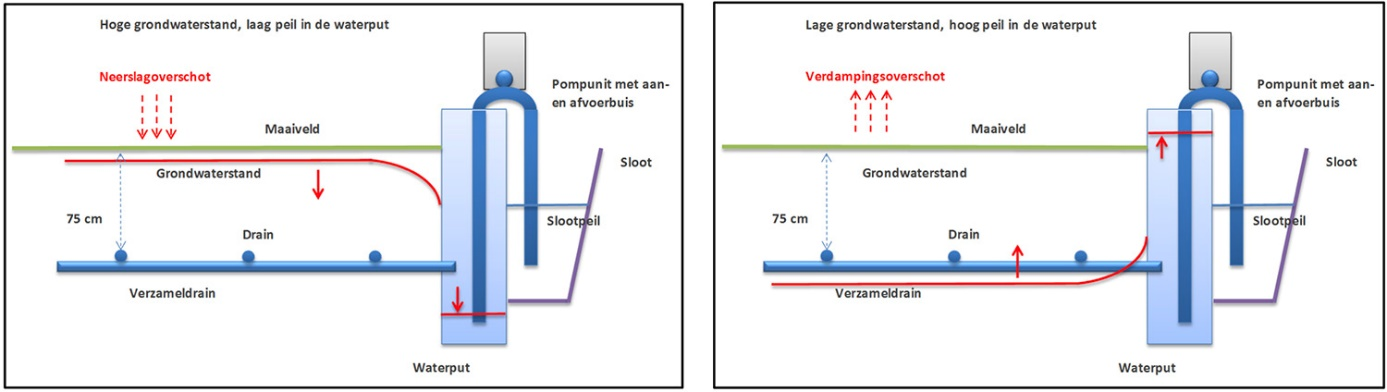 Hoge grondwaterstand, laag peil in de waterput
Neerslagoverschot
Pompunit met aan-
en afvoerbuis
Maaiveld
Sloot
Grondwaterstand
75 cm
Slootpeil
Drain
Verzameldrain
Waterput
Lage grondwaterstand, hoog peil in de waterput
Verdampingsoverschot
Pompunit met aan-
en afvoerbuis
Maaiveld
Sloot
Grondwaterstand
75 cm
Slootpeil
Drain
Verzameldrain
Waterput